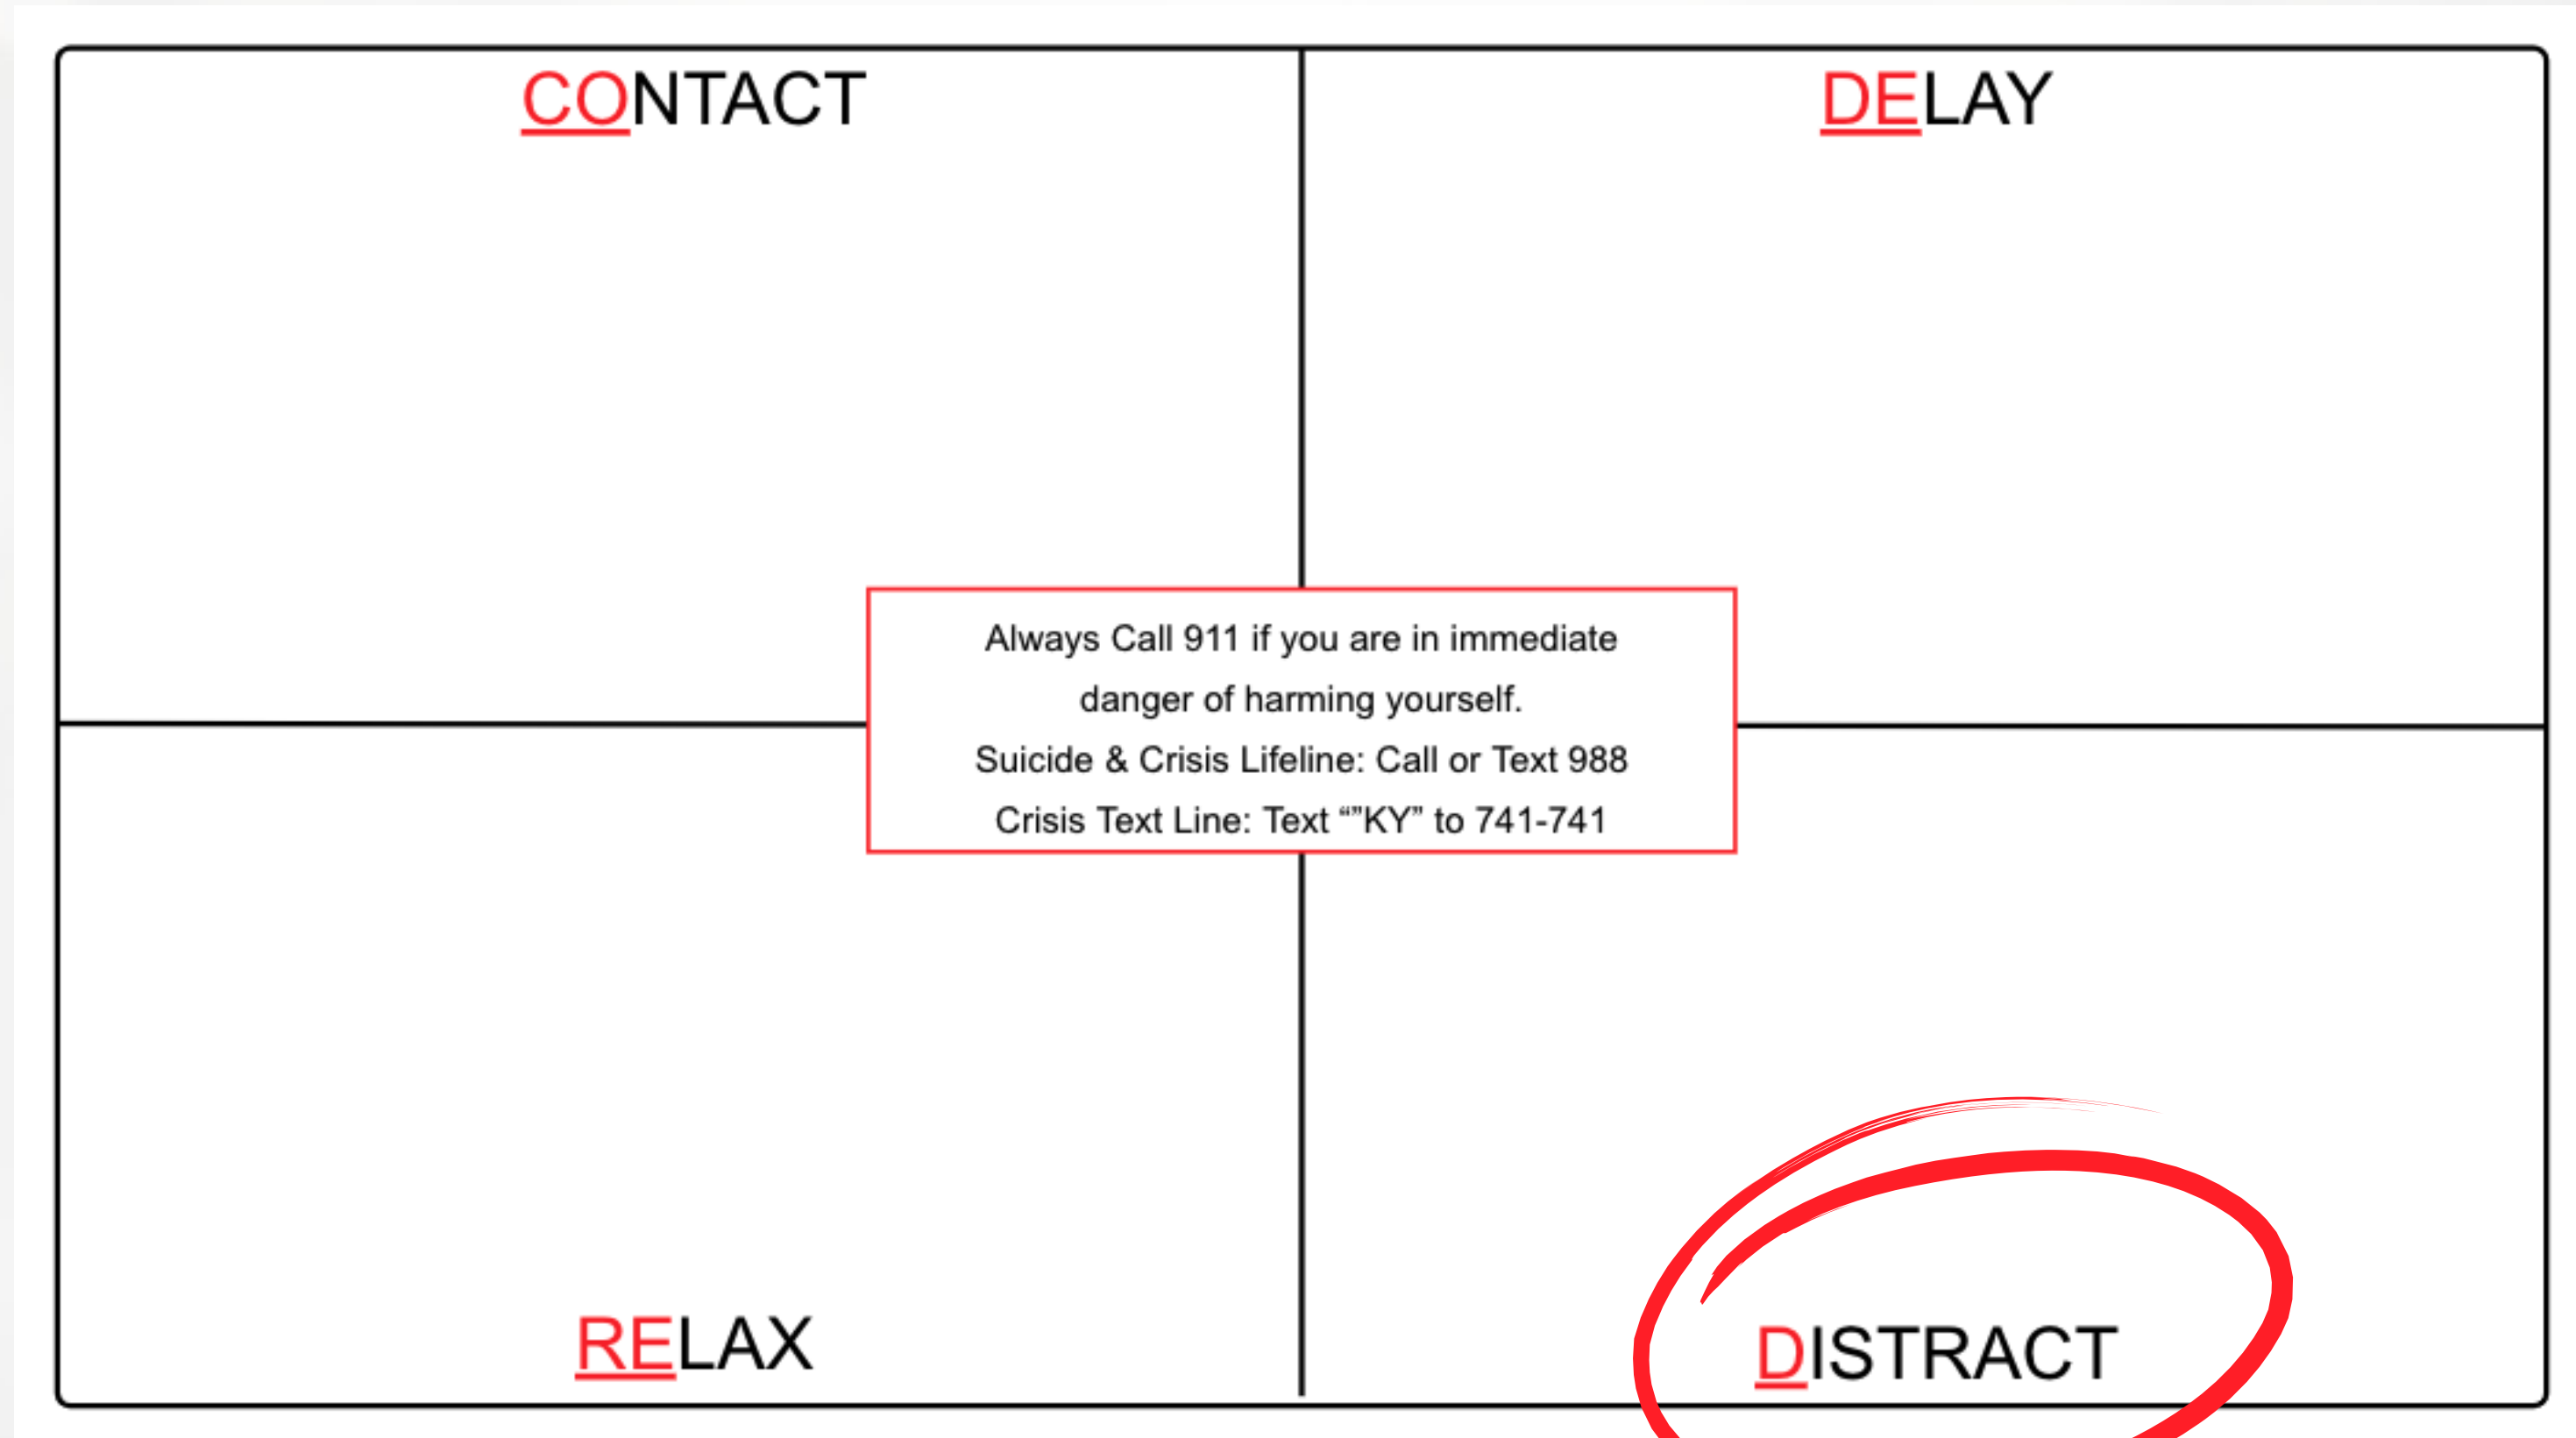 CONTACT
DELAY
Always Call 911 if you are in immediate
danger of harming yourself.
Suicide & Crisis Lifeline: Call or Text 988
Crisis Text Line: Text “”KY” to 741-741
RELAX
DISTRACT